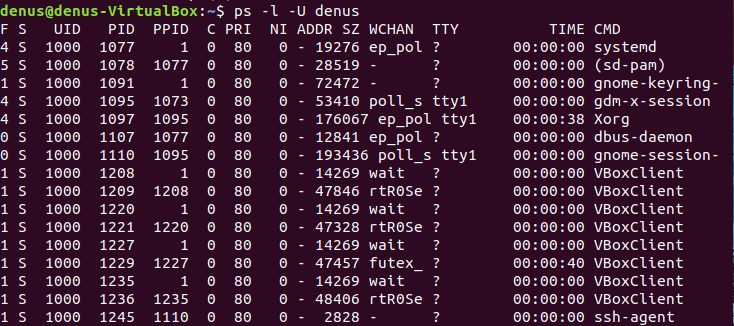 denus@denus-VirtualBox:~$ ps -l -U denus
F S   UID   PID  PPID  C PRI  NI ADDR SZ WCHAN  TTY          TIME CMD
4 S  1000  1077     1  0  80   0 - 19276 ep_pol ?        00:00:00 systemd
5 S  1000  1078  1077  0  80   0 - 28519 -      ?        00:00:00 (sd-pam)
1 S  1000  1091     1  0  80   0 - 72472 -      ?        00:00:00 gnome-keyring-
4 S  1000  1095  1073  0  80   0 - 53410 poll_s tty1     00:00:00 gdm-x-session
4 S  1000  1097  1095  0  80   0 - 176067 ep_pol tty1    00:00:38 Xorg
0 S  1000  1107  1077  0  80   0 - 12841 ep_pol ?        00:00:00 dbus-daemon
0 S  1000  1110  1095  0  80   0 - 193436 poll_s tty1    00:00:00 gnome-session-
1 S  1000  1208     1  0  80   0 - 14269 wait   ?        00:00:00 VBoxClient
1 S  1000  1209  1208  0  80   0 - 47846 rtR0Se ?        00:00:00 VBoxClient
1 S  1000  1220     1  0  80   0 - 14269 wait   ?        00:00:00 VBoxClient
1 S  1000  1221  1220  0  80   0 - 47328 rtR0Se ?        00:00:00 VBoxClient
1 S  1000  1227     1  0  80   0 - 14269 wait   ?        00:00:00 VBoxClient
1 S  1000  1229  1227  0  80   0 - 47457 futex_ ?        00:00:40 VBoxClient
1 S  1000  1235     1  0  80   0 - 14269 wait   ?        00:00:00 VBoxClient
1 S  1000  1236  1235  0  80   0 - 48406 rtR0Se ?        00:00:00 VBoxClient
1 S  1000  1245  1110  0  80   0 -  2828 -      ?        00:00:00 ssh-agent